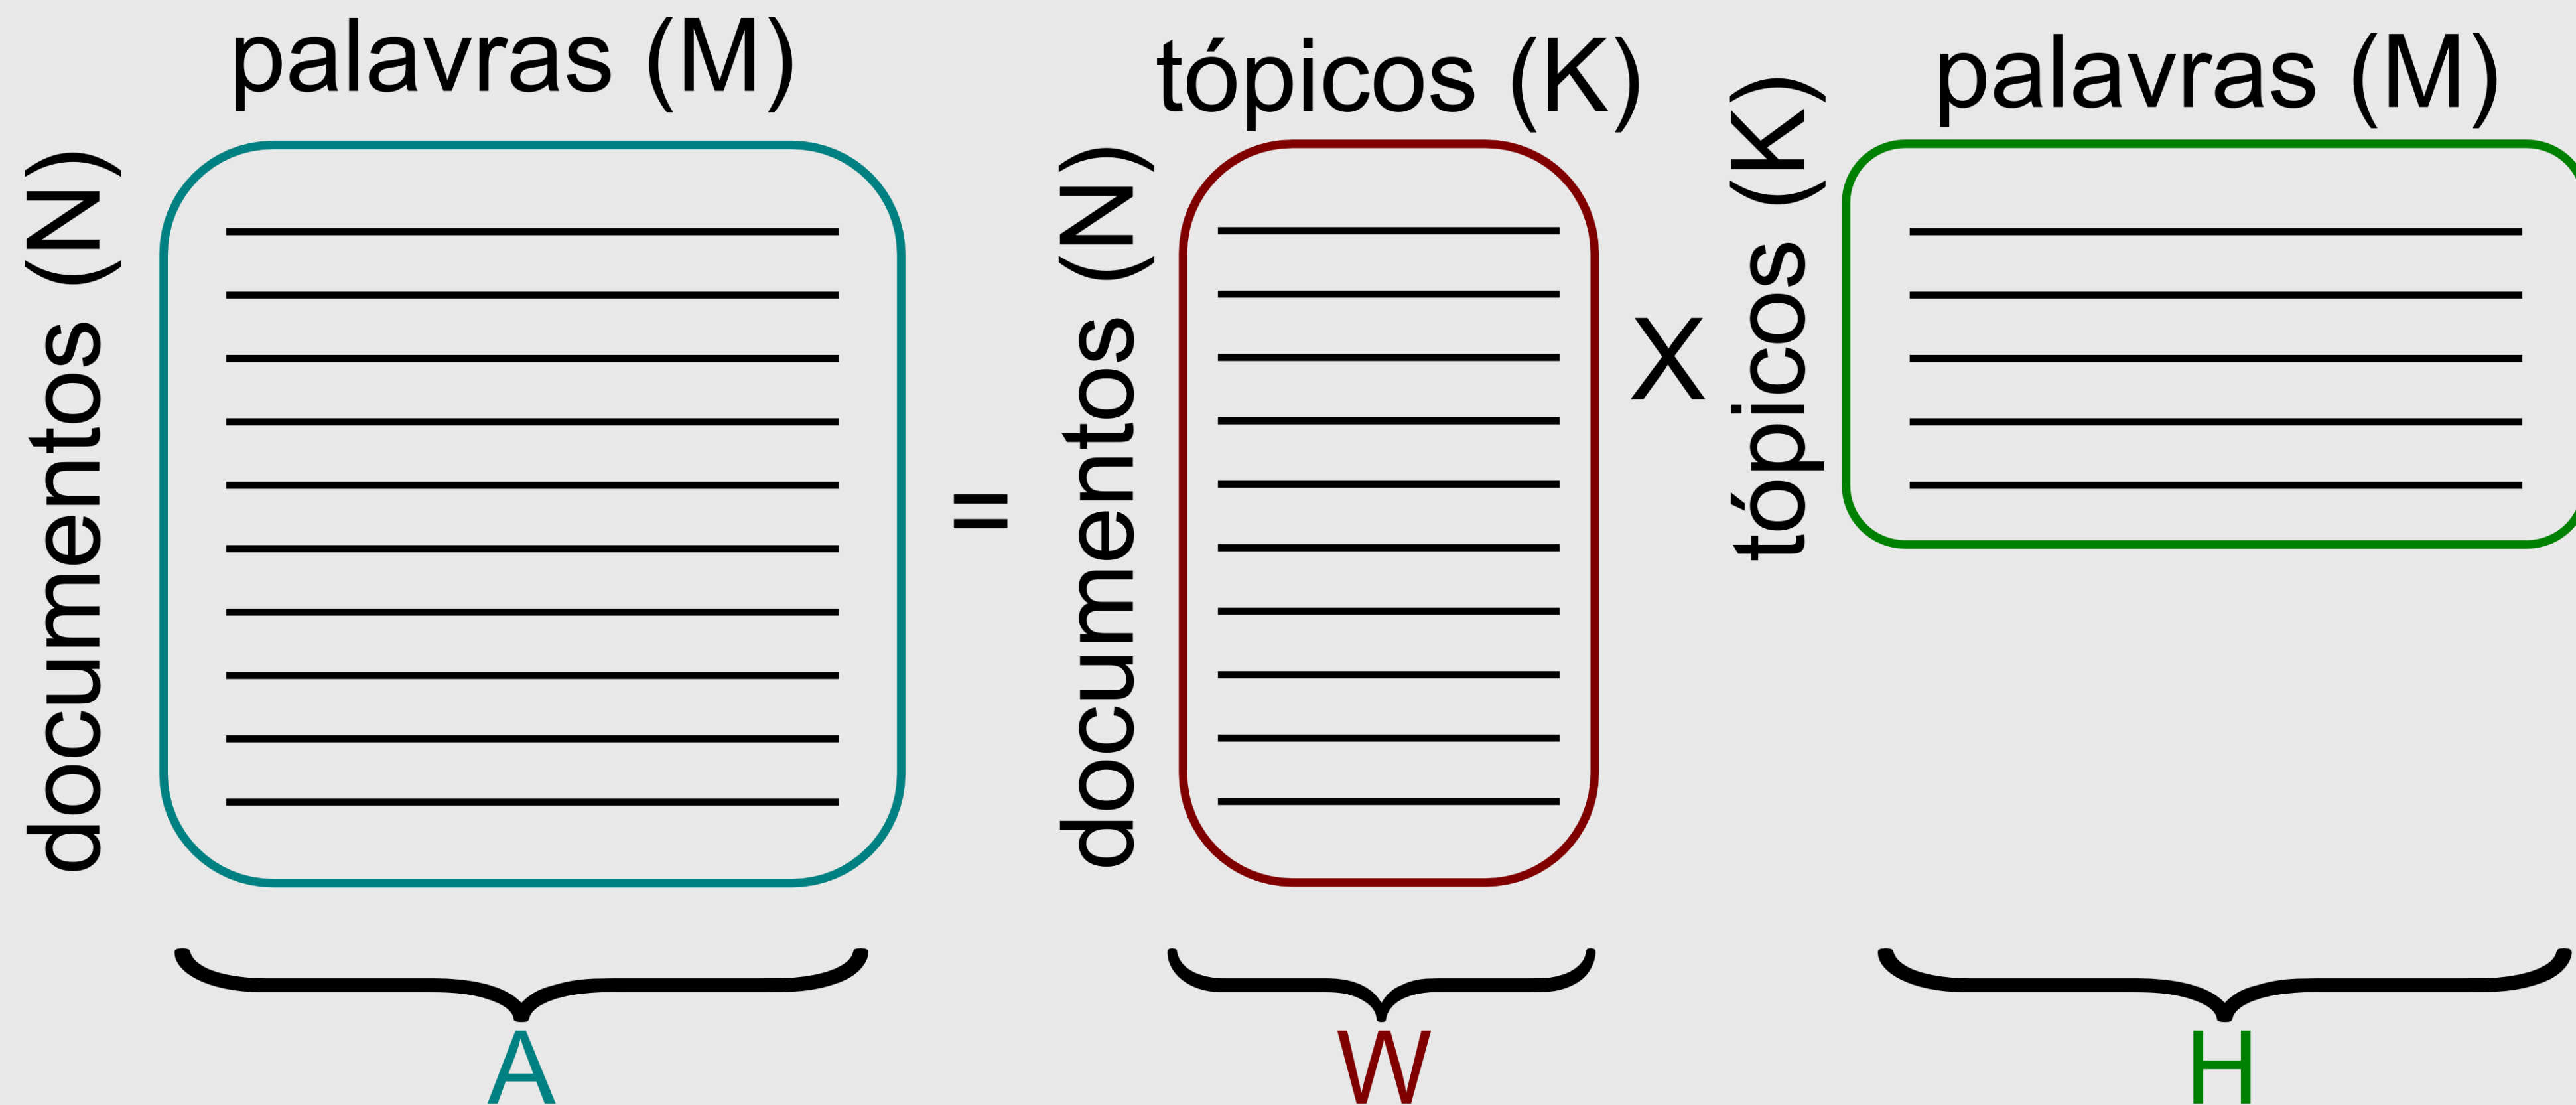 palavras (M)
documentos (N)
=
tópicos (K)
documentos (N)
X
palavras (M)
tópicos (K)
A
W
H